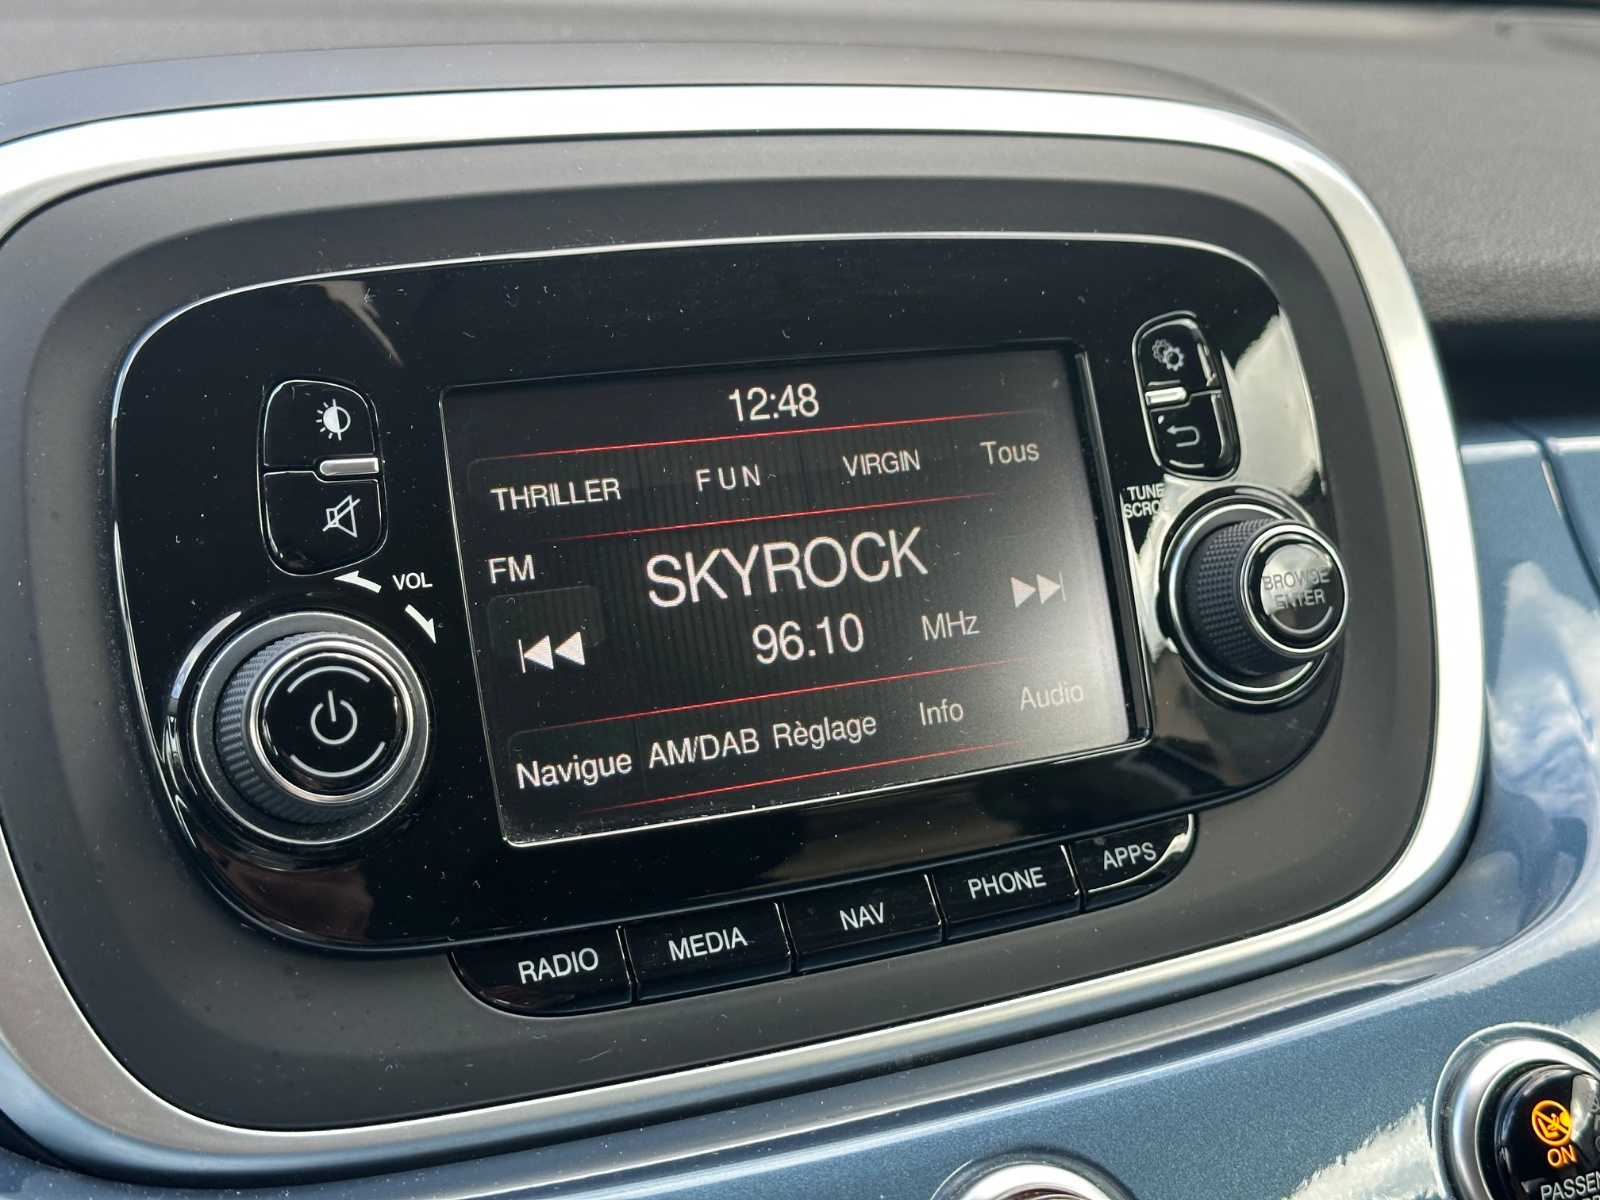 12:48
THRILLER FUN VIRGIN Tous
FM SKYROCK
96.10 MHz
Navigue AM/DAB Règlage Info Audio
VOL
TUNE
BROWSE
ENTER
RADIO MEDIA NAV PHONE APPS
ON